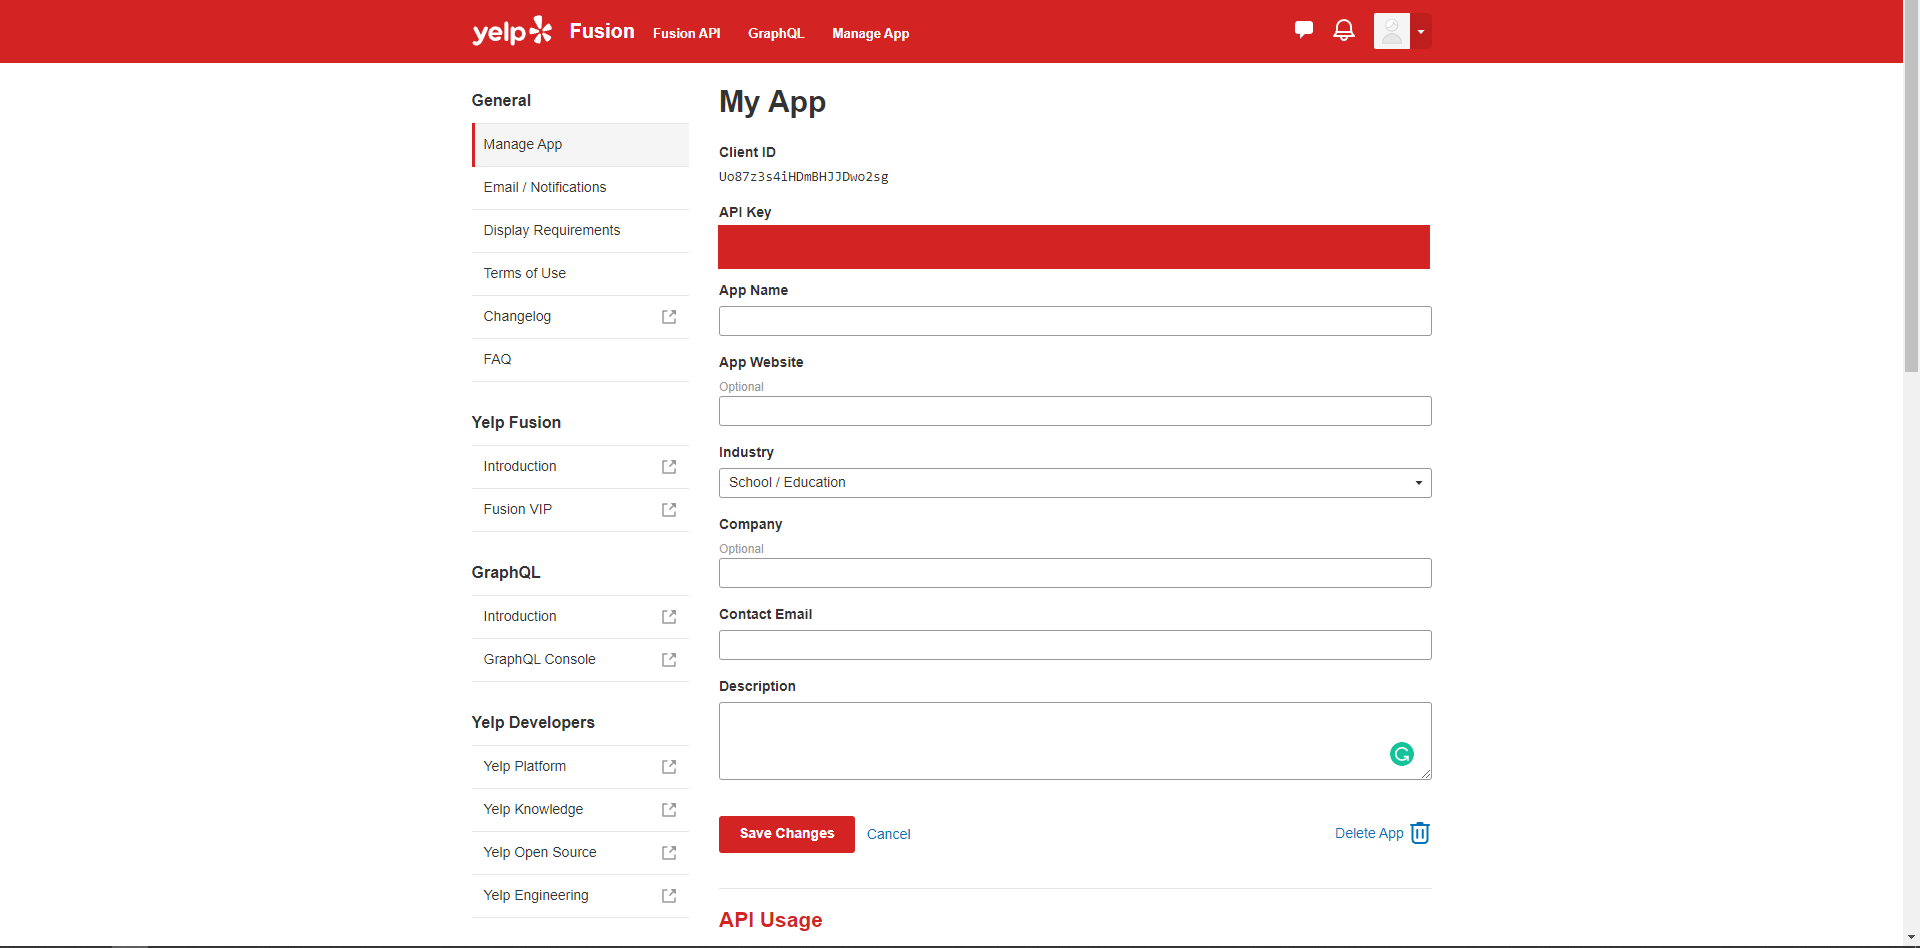 yelp Fusion Fusion API GraphQL Manage App
General
Manage App
Email / Notifications
Display Requirements
Terms of Use
Changelog
FAQ
Yelp Fusion
Introduction
Fusion VIP
GraphQL
Introduction
GraphQL Console
Yelp Developers
Yelp Platform
Yelp Knowledge
Yelp Open Source
Yelp Engineering
My App
Client ID
Uo87z3s4iHDmBHJJDwo2sg
API Key
App Name
App Website
Optional
Industry
School / Education
Company
Optional
Contact Email
Description
Save Changes Cancel Delete App
API Usage